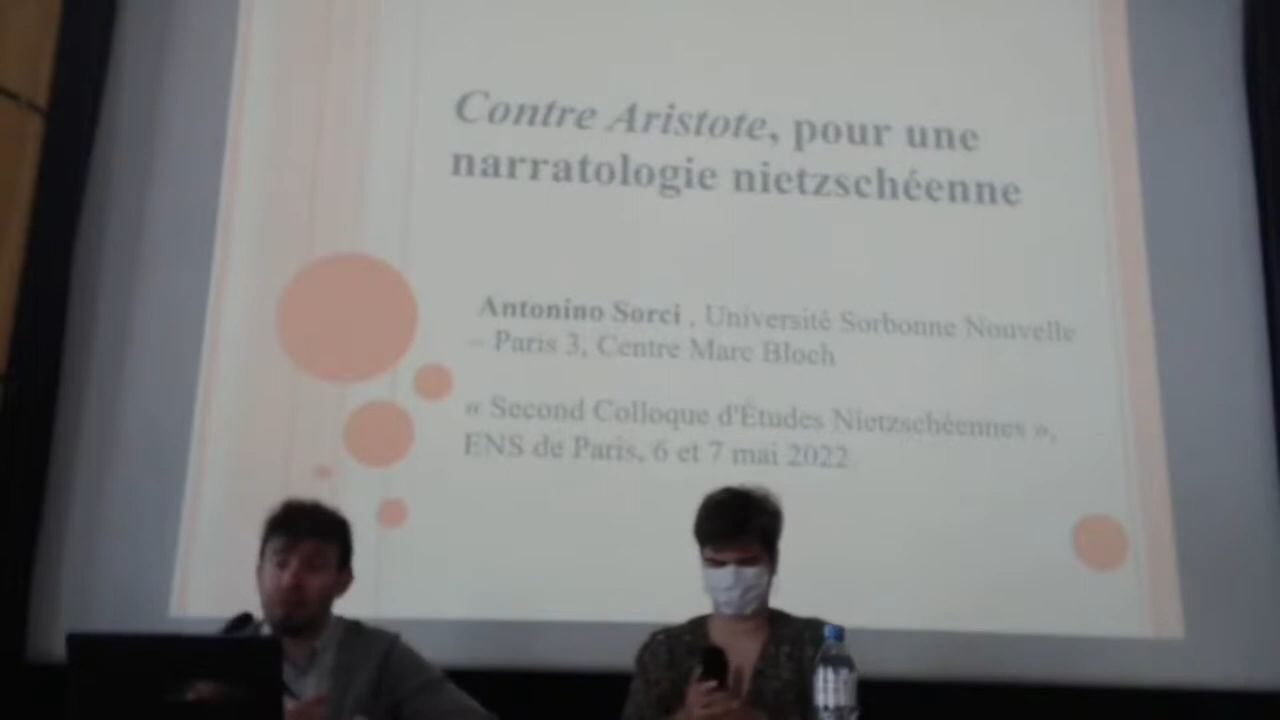 Contre Aristote, pour une
narratologie nietzschéenne
Antonino Sorci , Université Sorbonne Nouvelle
– Paris 3, Centre Marc Bloch
« Second Colloque d'Études Nietzschéennes »,
ENS de Paris, 6 et 7 mai 2022